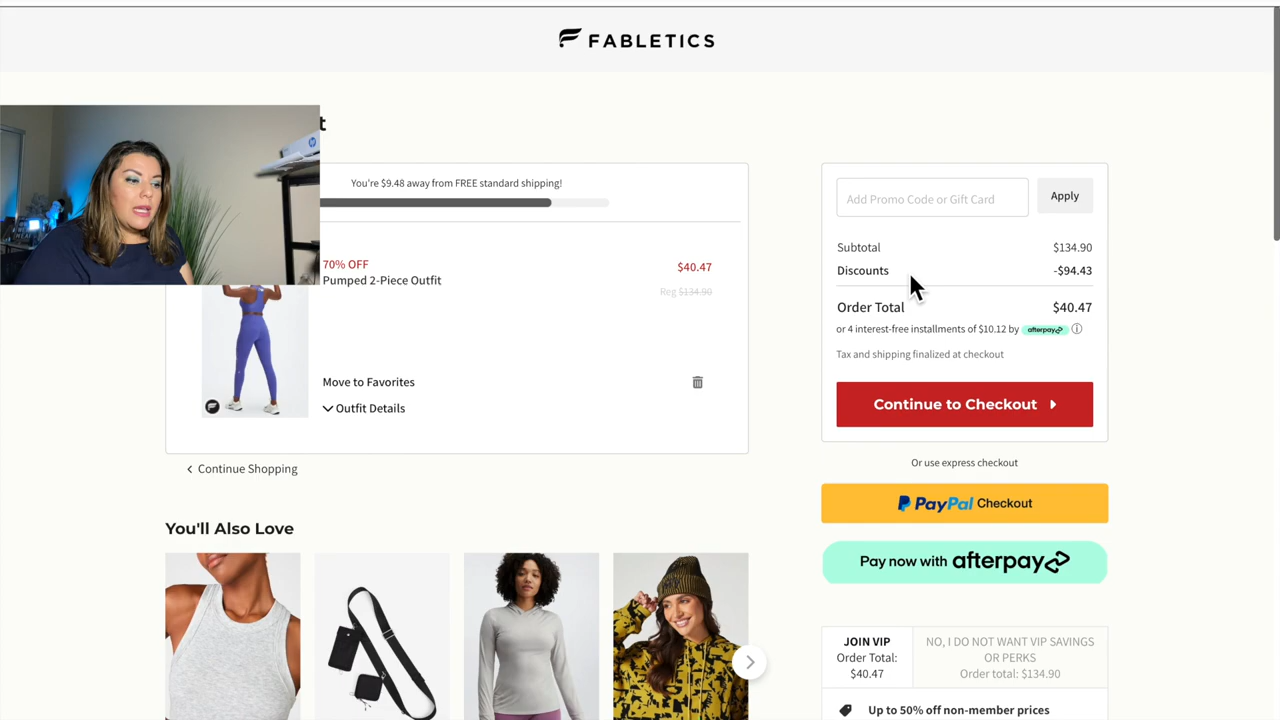 FABLETICS
t
You're $9.48 away from FREE standard shipping!
70% OFF
$40.47
Pumped 2-Piece Outfit
Reg $134.90
Move to Favorites
Outfit Details
Continue Shopping
You'll Also Love
Add Promo Code or Gift Card
Apply
Subtotal $134.90
Discounts -$94.43
Order Total $40.47
or 4 interest-free installments of $10.12 by afterpay
Tax and shipping finalized at checkout
Continue to Checkout
Or use express checkout
PayPal Checkout
Pay now with afterpay
JOIN VIP
Order Total:
$40.47
NO, I DO NOT WANT VIP SAVINGS
OR PERKS
Order total: $134.90
Up to 50% off non-member prices